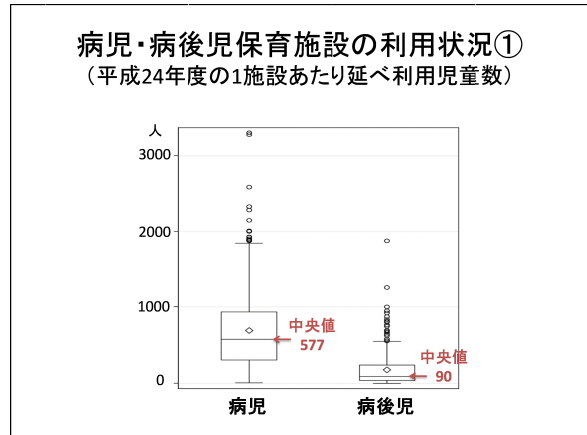 病児・病後児保育施設の利用状況①
（平成24年度の1施設あたり延べ利用児童数）
人
3000
2000
1000
0
中央値
577
中央値
90
病児
病後児